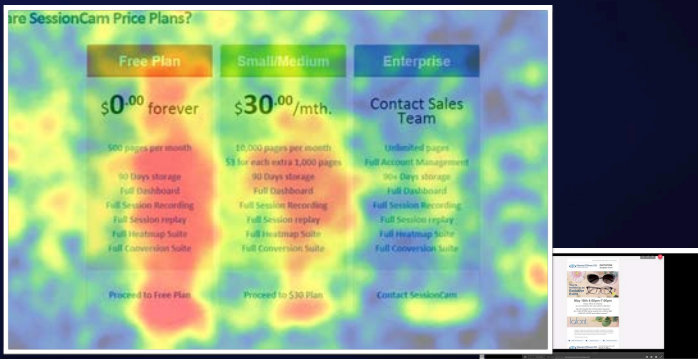 are SessionCam Price Plans?
Free Plan
$0.00 forever
500 pages per month
90 Days storage
Full Dashboard
Full Session Recording
Full Session replay
Full Heatmap Suite
Full Conversion Suite
Proceed to Free Plan
Small/Medium
$30.00/mth.
10,000 pages per month
$3 for each extra 1,000 pages
90 Days storage
Full Dashboard
Full Session Recording
Full Session replay
Full Heatmap Suite
Full Conversion Suite
Proceed to $30 Plan
Enterprise
Contact Sales
Team
Unlimited pages
Full Account Management
90+ Days storage
Full Dashboard
Full Session Recording
Full Session replay
Full Heatmap Suite
Full Conversion Suite
Contact SessionCam